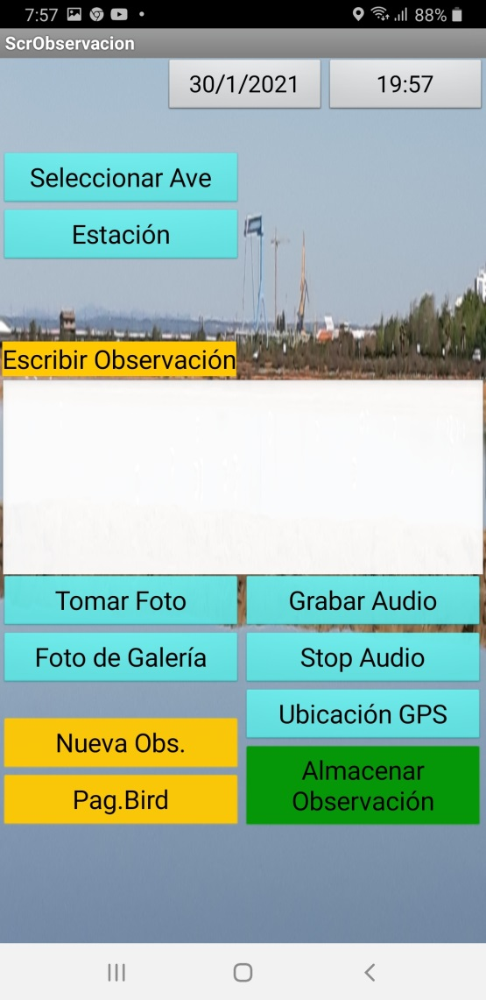 7:57 88%
ScrObservacion
30/1/2021 19:57
Seleccionar Ave
Estación
Escribir Observación
Tomar Foto Grabar Audio
Foto de Galería Stop Audio
Ubicación GPS
Nueva Obs.
Almacenar
Observación
Pag.Bird